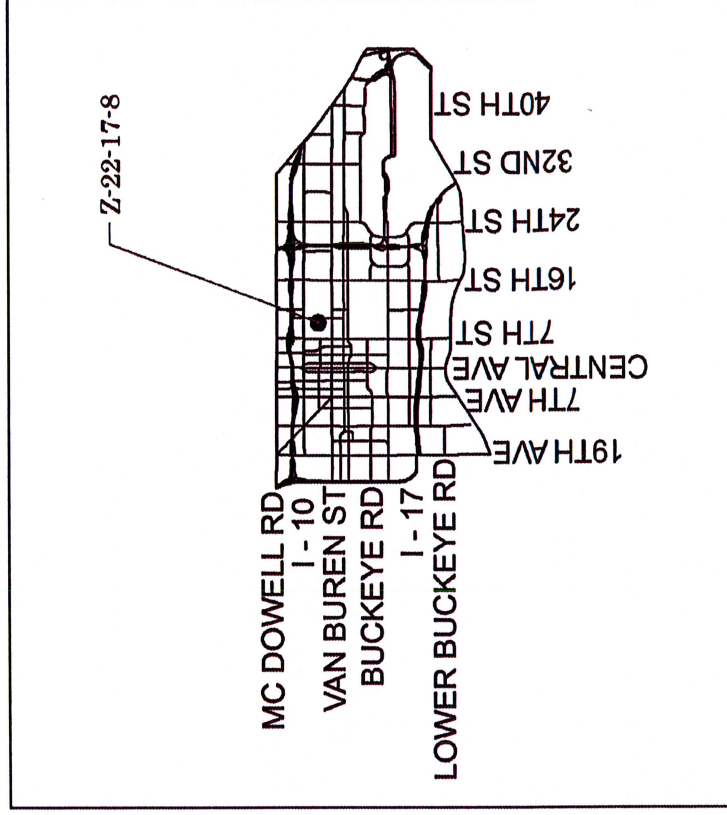 Z-22-17-8
MC DOWELL RD
I - 10
VAN BUREN ST
BUCKEYE RD
I - 17
LOWER BUCKEYE RD
19TH AVE
7TH AVE
CENTRAL AVE
7TH ST
16TH ST
24TH ST
32ND ST
40TH ST